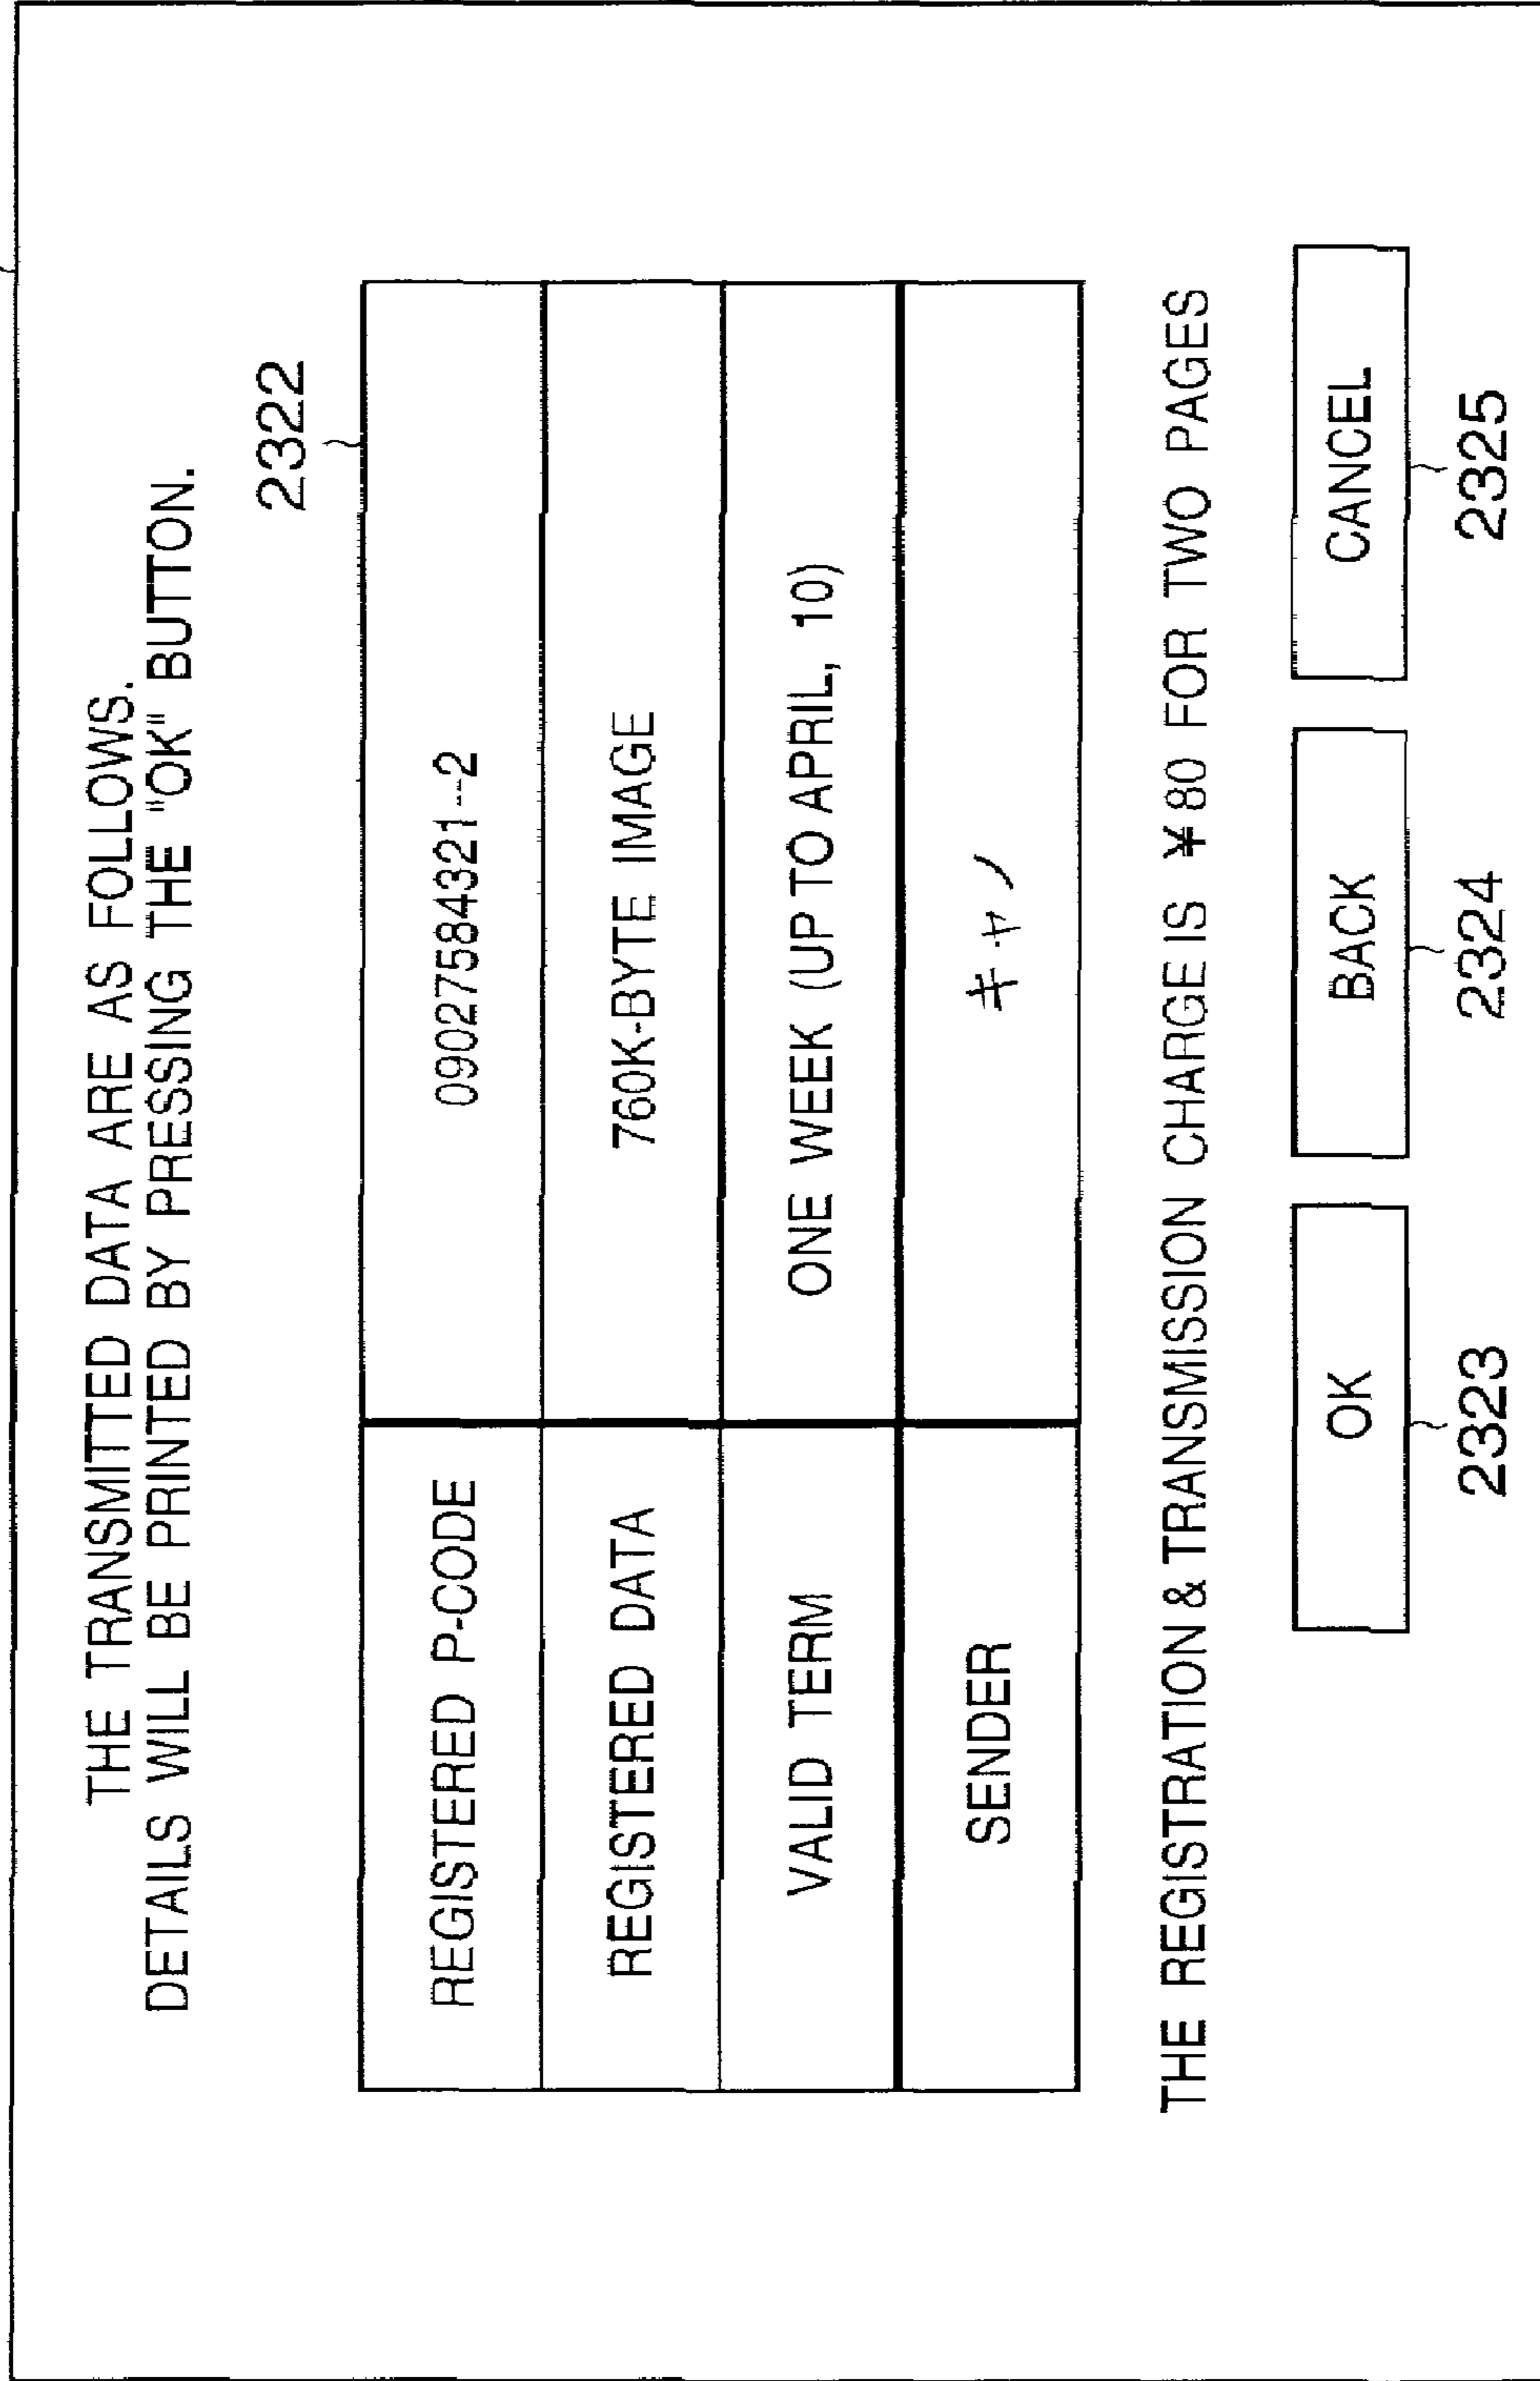 THE TRANSMITTED DATA ARE AS FOLLOWS.
DETAILS WILL BE PRINTED BY PRESSING THE "OK" BUTTON.
2322
REGISTERED P-CODE 09027584321--2
REGISTERED DATA 760K-BYTE IMAGE
VALID TERM ONE WEEK (UP TO APRIL, 10)
SENDER キャノ
THE REGISTRATION & TRANSMISSION CHARGE IS ¥80 FOR TWO PAGES
OK BACK CANCEL
2323 2324 2325